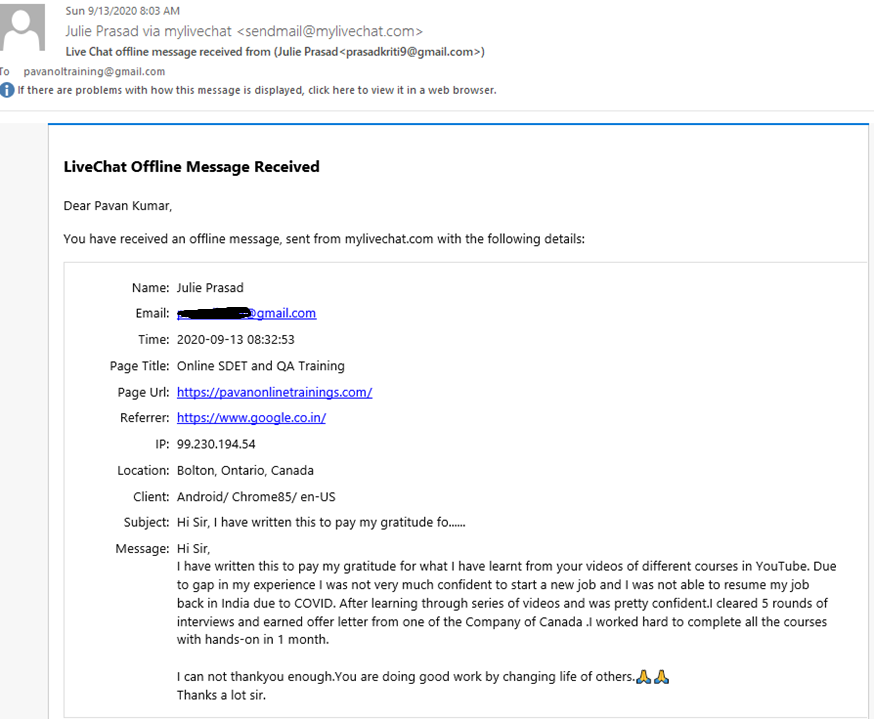 Sun 9/13/2020 8:03 AM
Julie Prasad via mylivechat <sendmail@mylivechat.com>
Live Chat offline message received from (Julie Prasad<prasadkriti9@gmail.com>)
To pavanoltraining@gmail.com
If there are problems with how this message is displayed, click here to view it in a web browser.
LiveChat Offline Message Received
Dear Pavan Kumar,
You have received an offline message, sent from mylivechat.com with the following details:
Name: Julie Prasad
Email: @gmail.com
Time: 2020-09-13 08:32:53
Page Title: Online SDET and QA Training
Page Url: https://pavanonlinetrainings.com/
Referrer: https://www.google.co.in/
IP: 99.230.194.54
Location: Bolton, Ontario, Canada
Client: Android/ Chrome85/ en-US
Subject: Hi Sir, I have written this to pay my gratitude fo......
Message: Hi Sir,
I have written this to pay my gratitude for what I have learnt from your videos of different courses in YouTube. Due
to gap in my experience I was not very much confident to start a new job and I was not able to resume my job
back in India due to COVID. After learning through series of videos and was pretty confident.I cleared 5 rounds of
interviews and earned offer letter from one of the Company of Canada .I worked hard to complete all the courses
with hands-on in 1 month.
I can not thankyou enough.You are doing good work by changing life of others.🙏🙏
Thanks a lot sir.